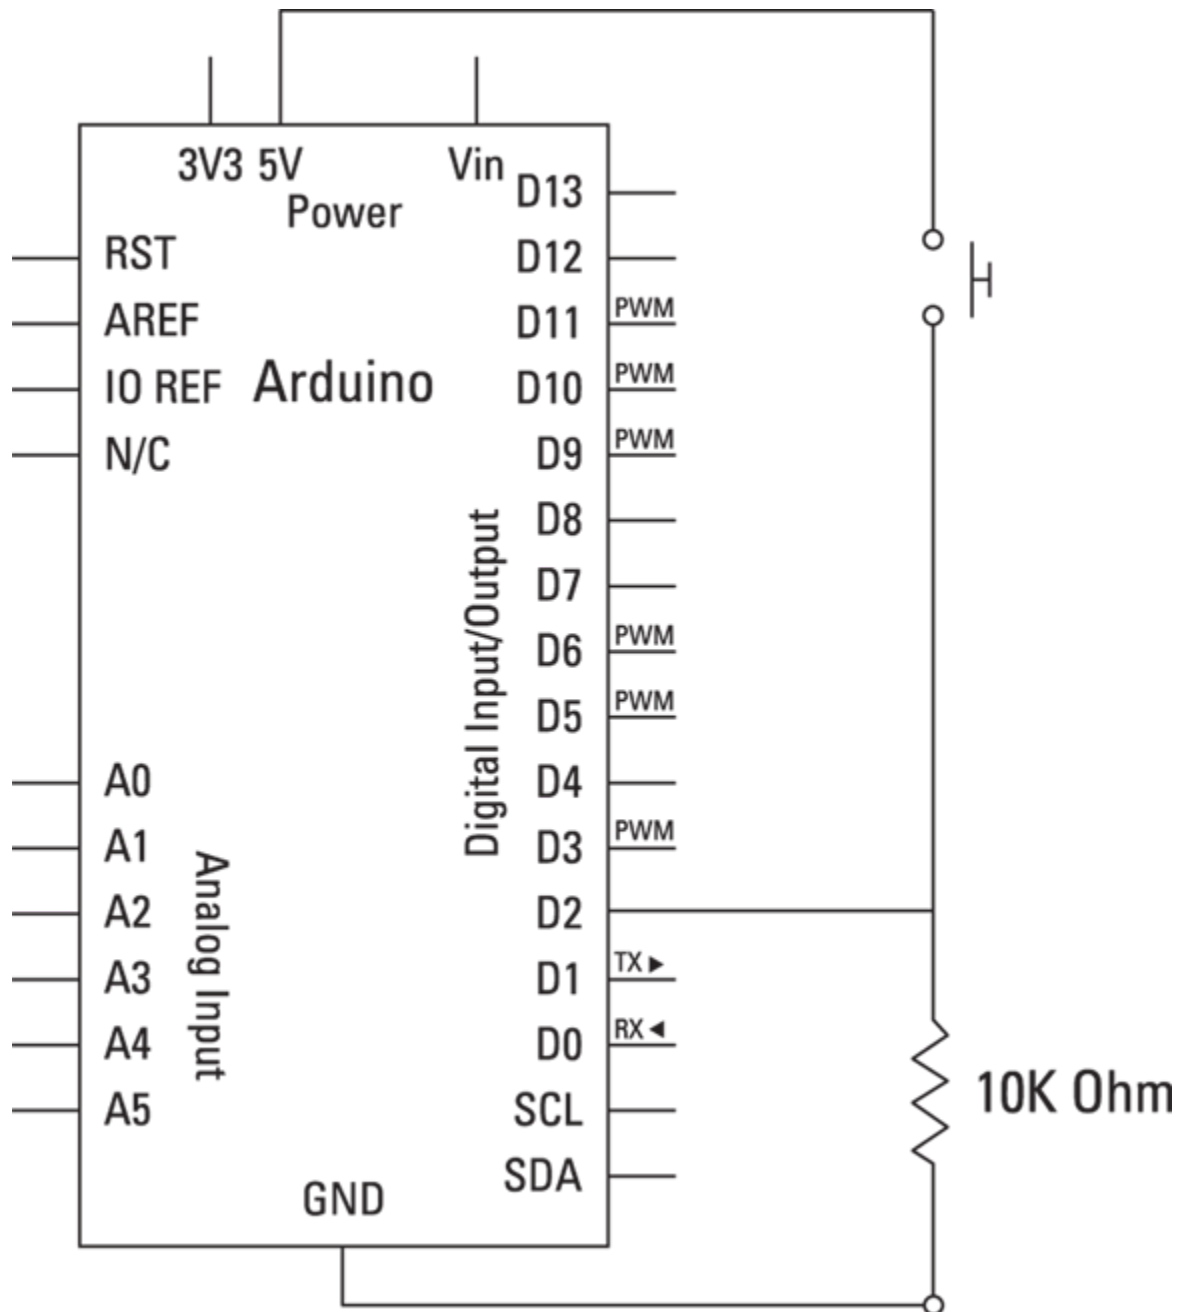 3V3 5V Vin
Power
D13
RST D12
AREF D11 PWM
IO REF Arduino D10 PWM
N/C D9 PWM
D8
D7
D6 PWM
D5 PWM
Digital Input/Output
A0 D4
A1 D3 PWM
A2 D2
A3 D1 TX ►
A4 D0 RX ◄
Analog Input
A5 SCL
10K Ohm
SDA
GND